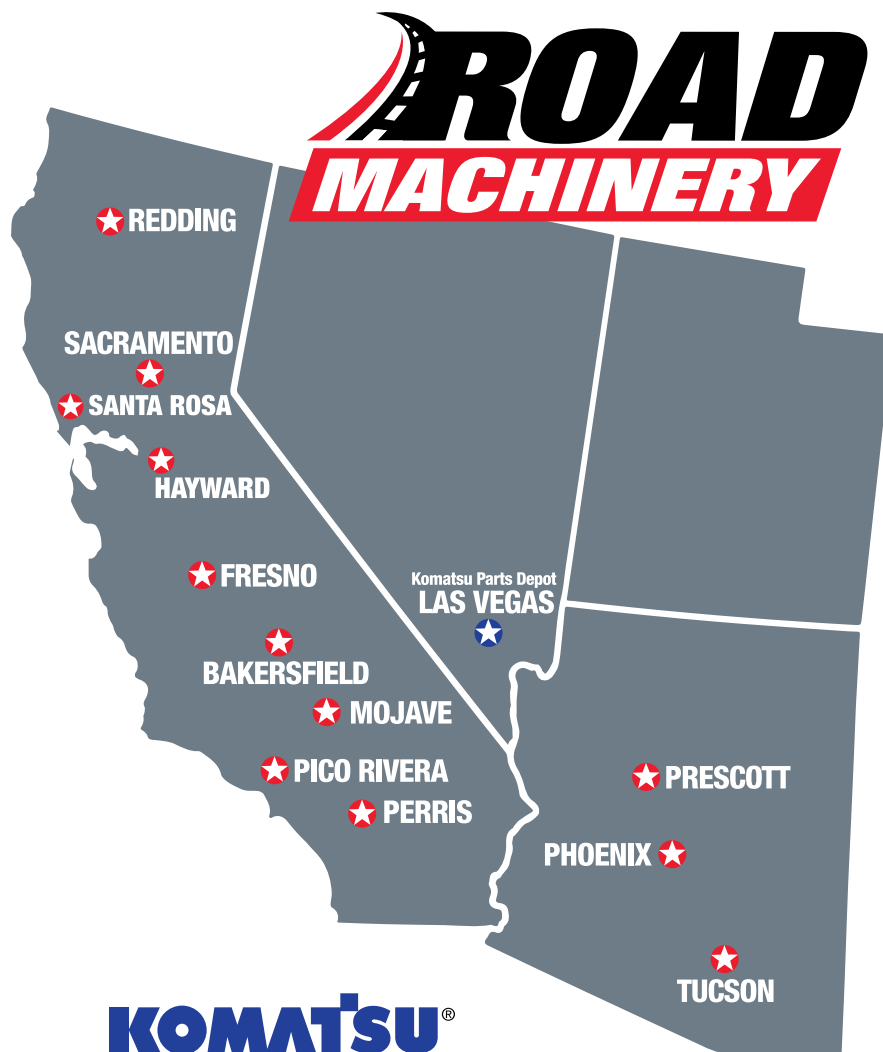 ROAD
MACHINERY
REDDING
SACRAMENTO
SANTA ROSA
HAYWARD
FRESNO
Komatsu Parts Depot
LAS VEGAS
BAKERSFIELD
MOJAVE
PICO RIVERA
PERRIS
PRESCOTT
PHOENIX
TUCSON
KOMATSU®